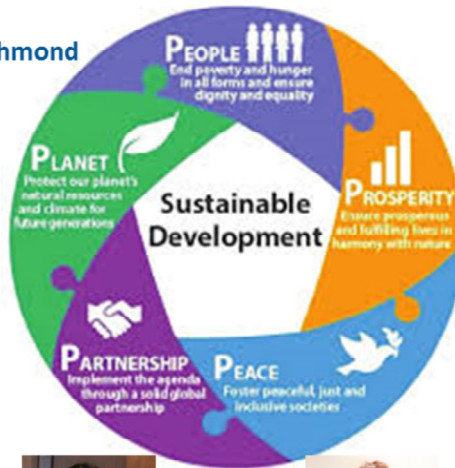 hmond
PEOPLE
End poverty and hunger
in all forms and ensure
dignity and equality
PLANET
Protect our planet's
natural resources
and climate for
future generations
Sustainable
Development
PROSPERITY
Ensure prosperous
and fulfilling lives in
harmony with nature
PARTNERSHIP
Implement the agenda
through a solid global
partnership
PEACE
Foster peaceful, just and
inclusive societies